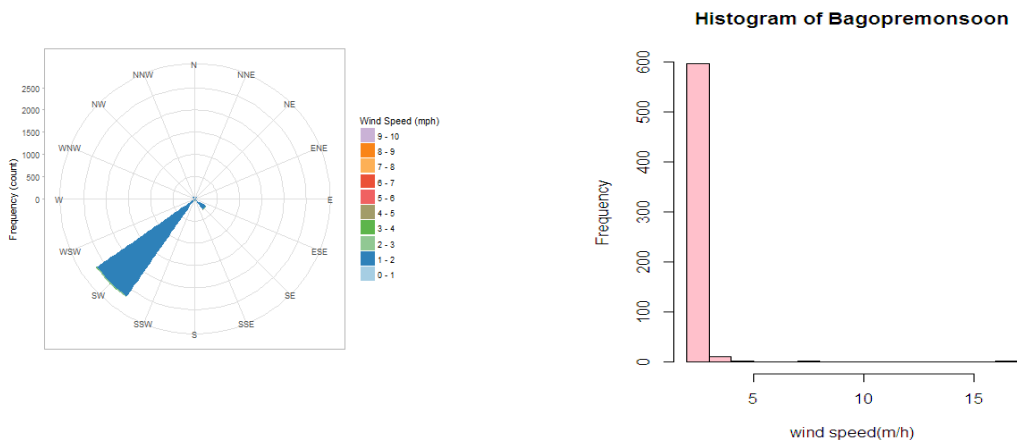 Histogram of Bagopremonsoon
N
NNE
NE
ENE
E
ESE
SE
SSE
S
SSW
SW
WSW
W
WNW
NW
NNW
2500
2000
1500
1000
500
0
Frequency (count)
Wind Speed (mph)
9 - 10
8 - 9
7 - 8
6 - 7
5 - 6
4 - 5
3 - 4
2 - 3
1 - 2
0 - 1
Frequency
600
500
400
300
200
100
0
5 10 15
wind speed(m/h)